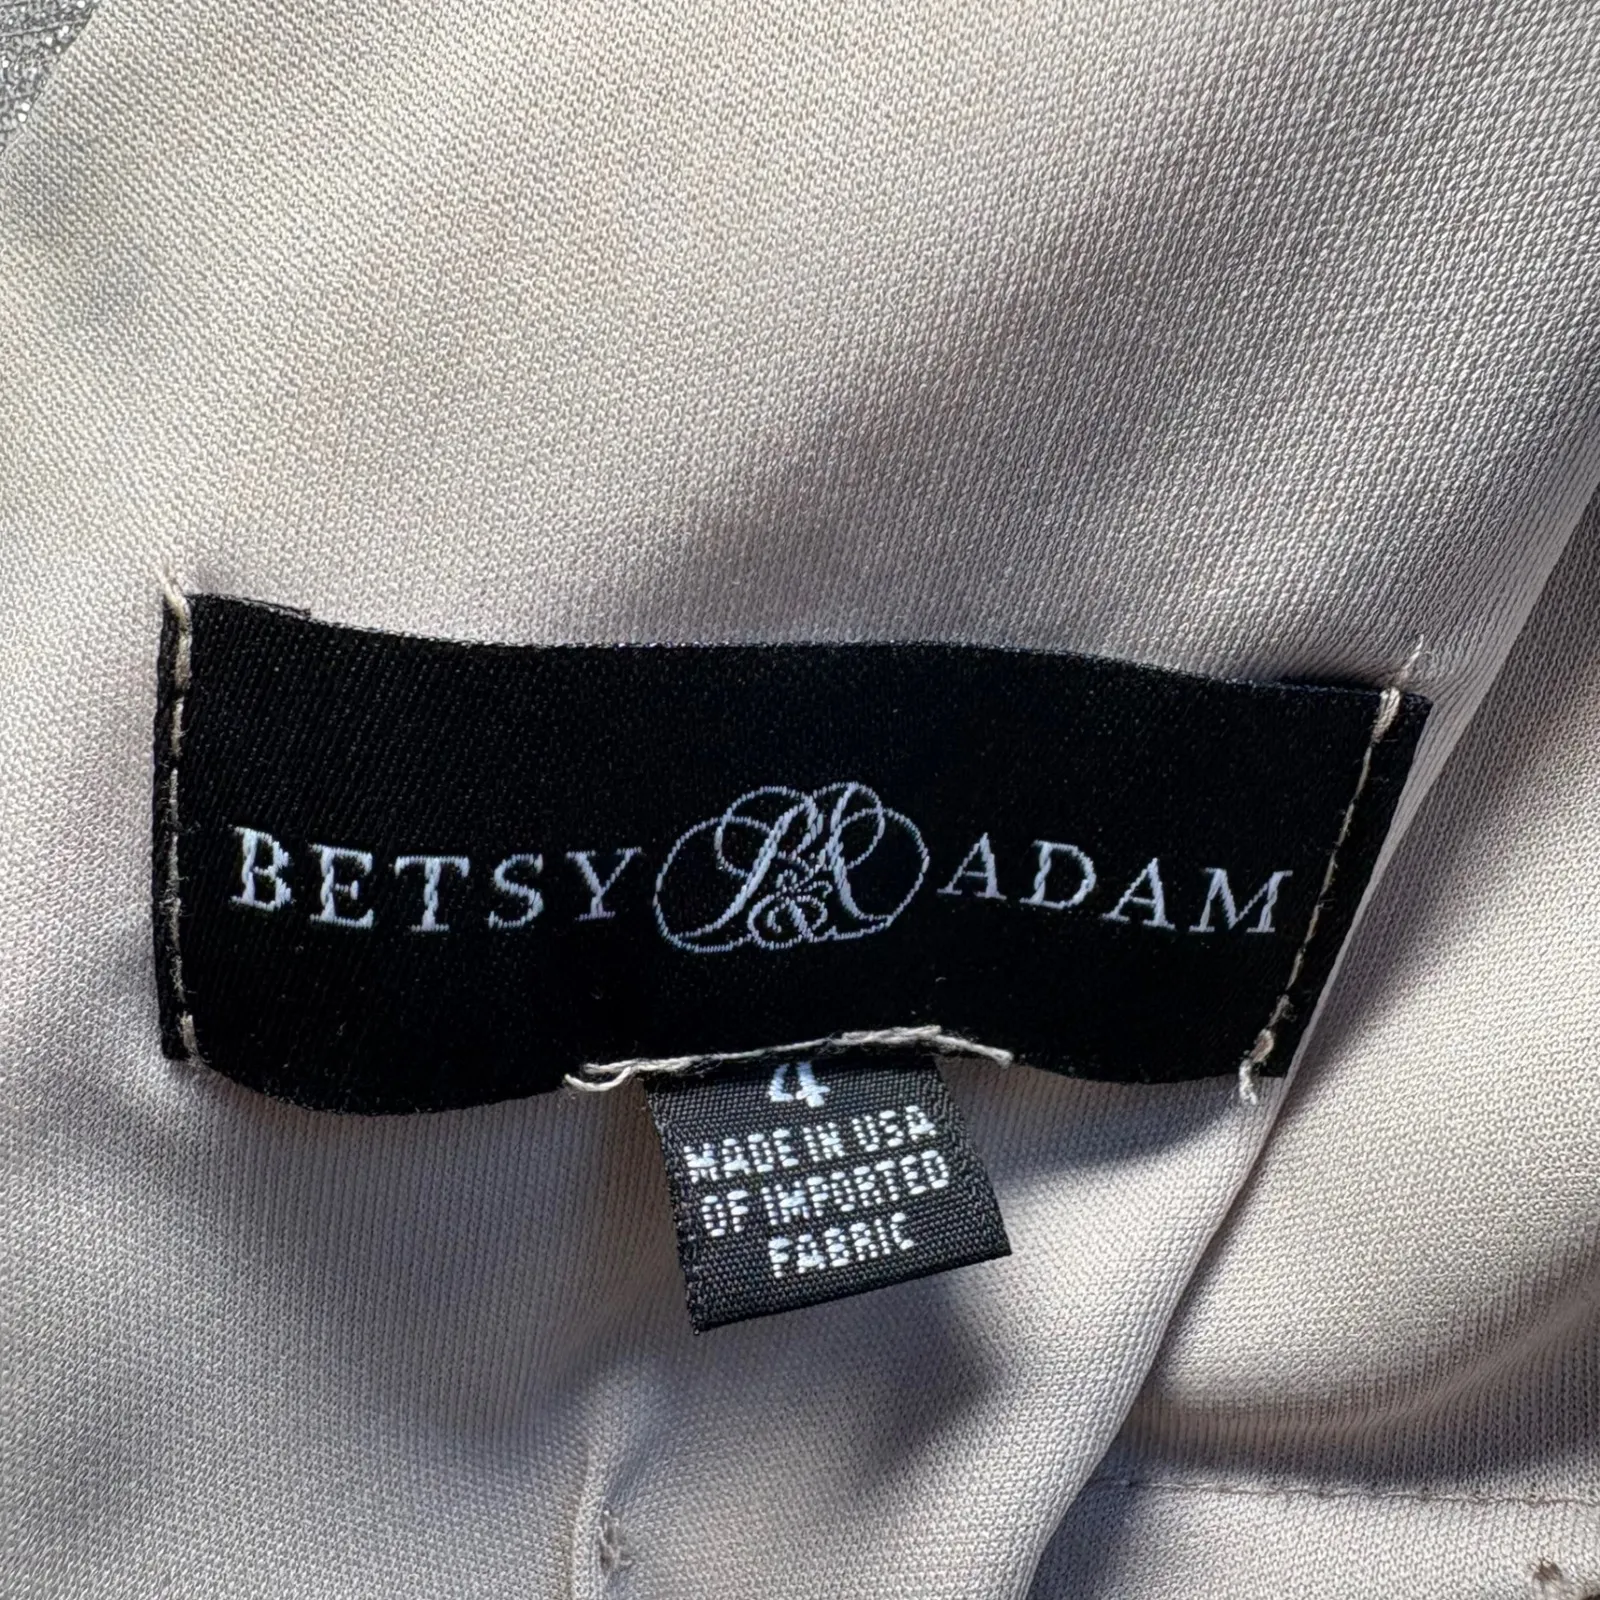 BETSY B&A ADAM
4
MADE IN USA
OF IMPORTED
FABRIC